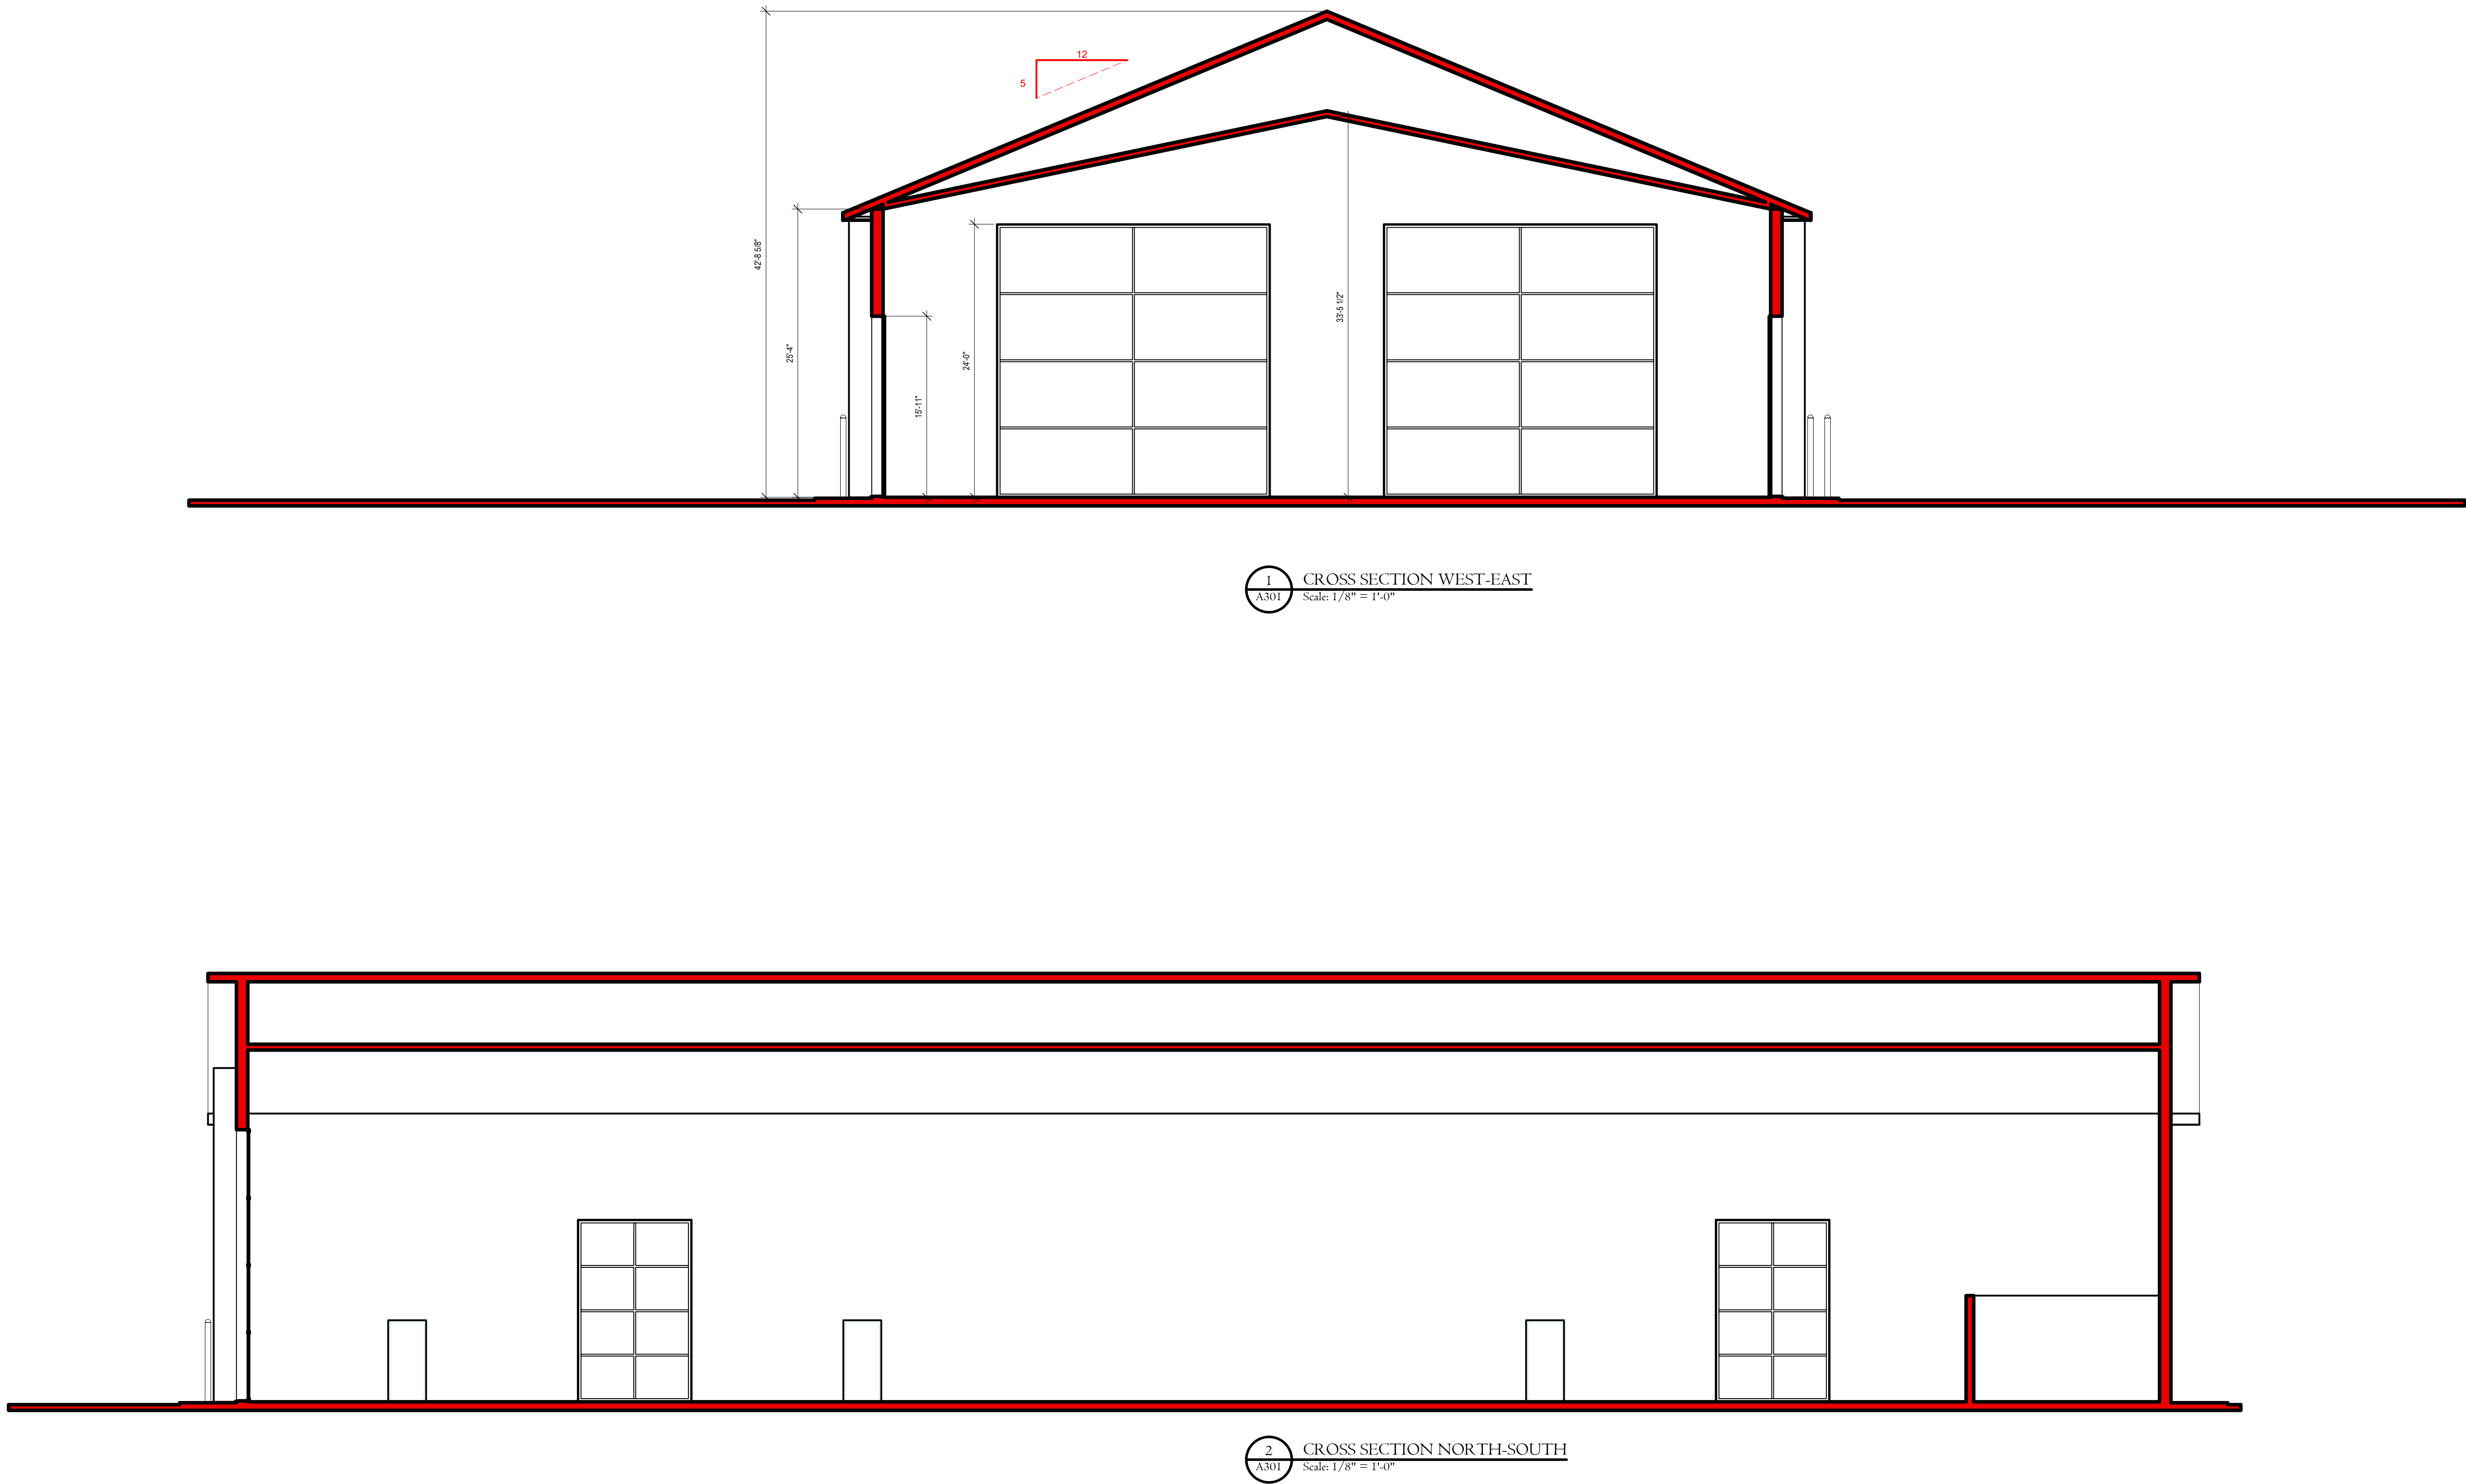 12
5
42'-8 5/8"
25'-4"
15'-11"
24'-0"
33'-5 1/2"
1
A301
CROSS SECTION WEST-EAST
Scale: 1/8" = 1'-0"
2
A301
CROSS SECTION NORTH-SOUTH
Scale: 1/8" = 1'-0"